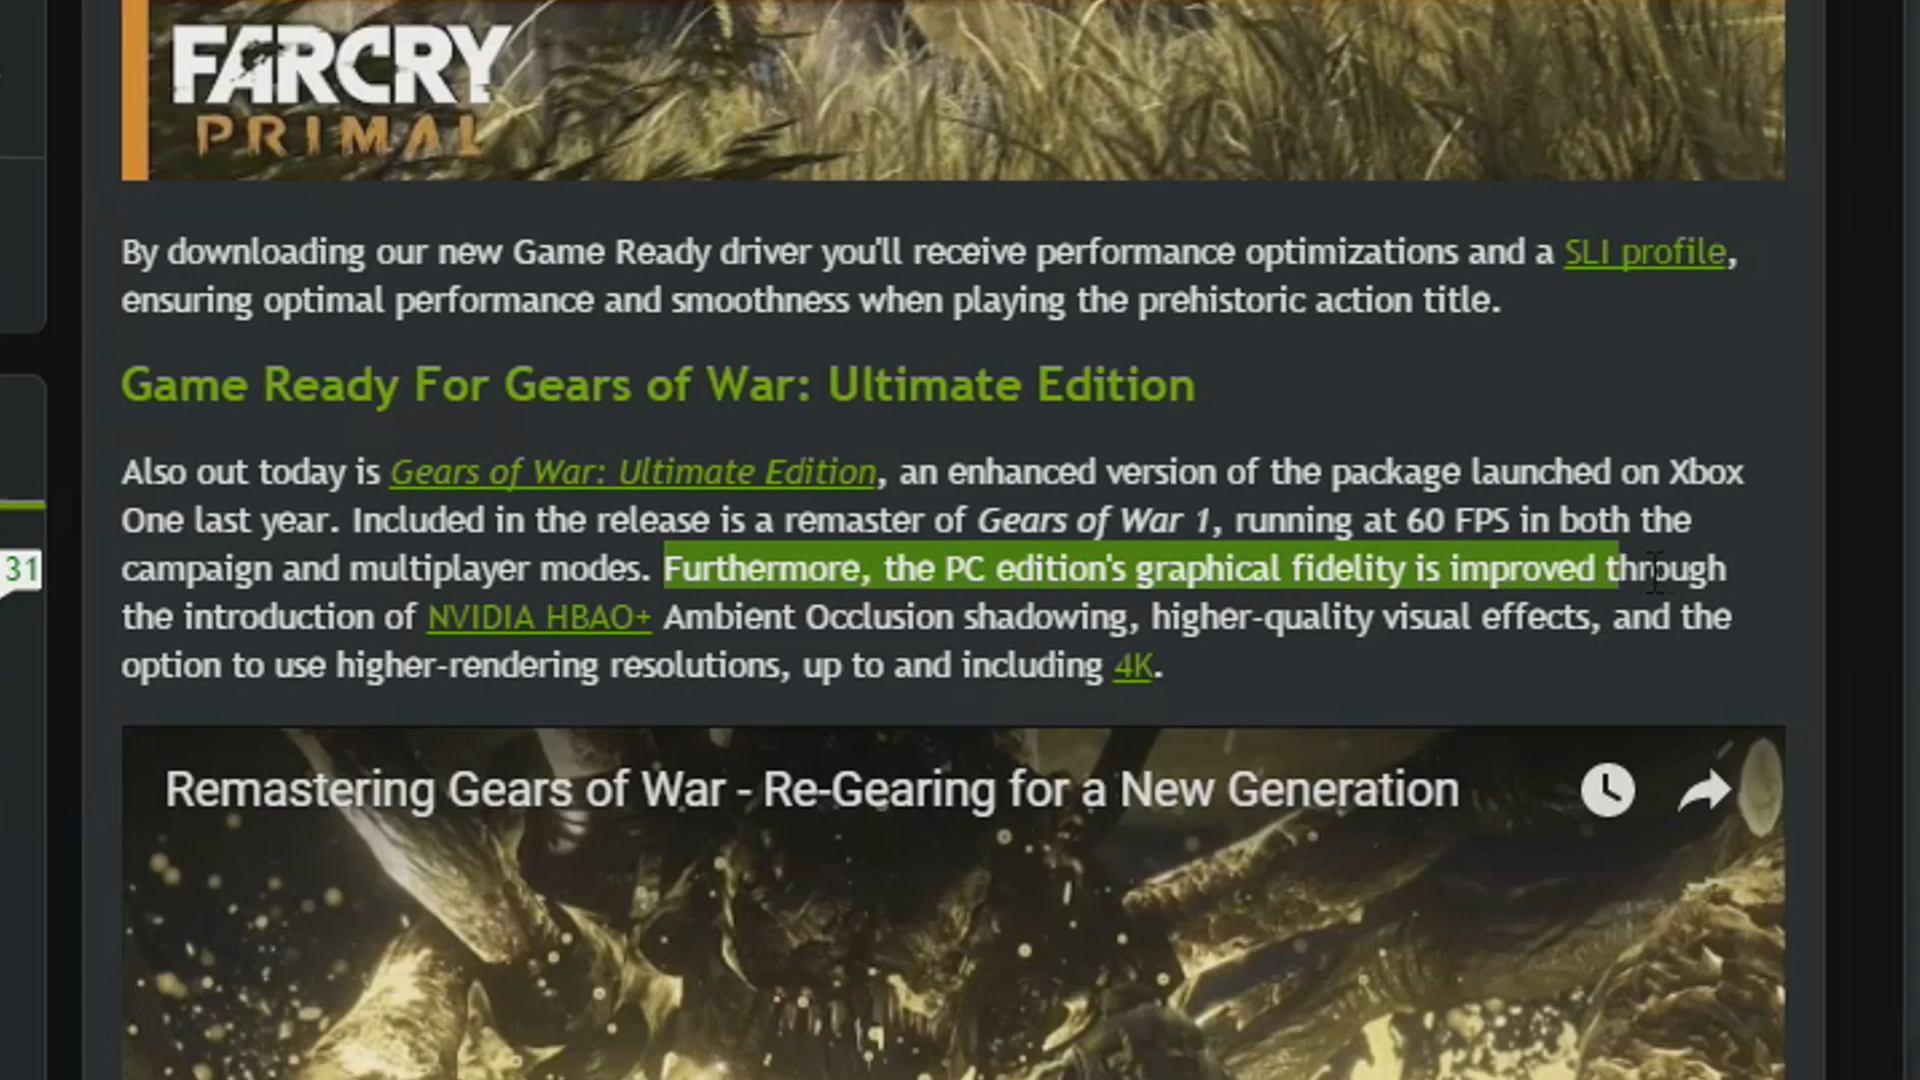 FARCRY
PRIMAL
By downloading our new Game Ready driver you'll receive performance optimizations and a SLI profile,
ensuring optimal performance and smoothness when playing the prehistoric action title.
Game Ready For Gears of War: Ultimate Edition
Also out today is Gears of War: Ultimate Edition, an enhanced version of the package launched on Xbox
One last year. Included in the release is a remaster of Gears of War 1, running at 60 FPS in both the
campaign and multiplayer modes. Furthermore, the PC edition's graphical fidelity is improved through
31
the introduction of NVIDIA HBAO+ Ambient Occlusion shadowing, higher-quality visual effects, and the
option to use higher-rendering resolutions, up to and including 4K.
Remastering Gears of War - Re-Gearing for a New Generation